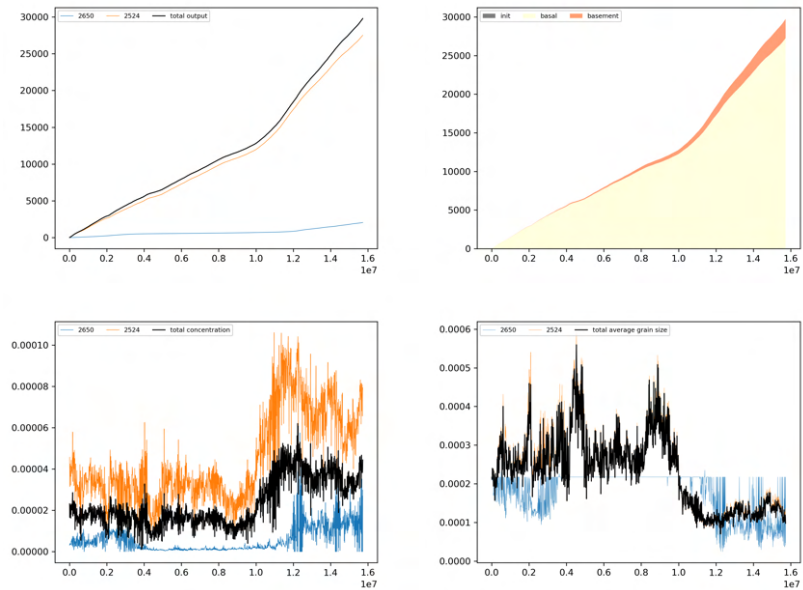 2650 2524 total output
30000
25000
20000
15000
10000
5000
0
0.0 0.2 0.4 0.6 0.8 1.0 1.2 1.4 1.6
1e7
init basal basement
30000
25000
20000
15000
10000
5000
0
0.0 0.2 0.4 0.6 0.8 1.0 1.2 1.4 1.6
1e7
2650 2524 total concentration
0.00010
0.00008
0.00006
0.00004
0.00002
0.00000
0.0 0.2 0.4 0.6 0.8 1.0 1.2 1.4 1.6
1e7
2650 2524 total average grain size
0.0006
0.0005
0.0004
0.0003
0.0002
0.0001
0.0000
0.0 0.2 0.4 0.6 0.8 1.0 1.2 1.4 1.6
1e7